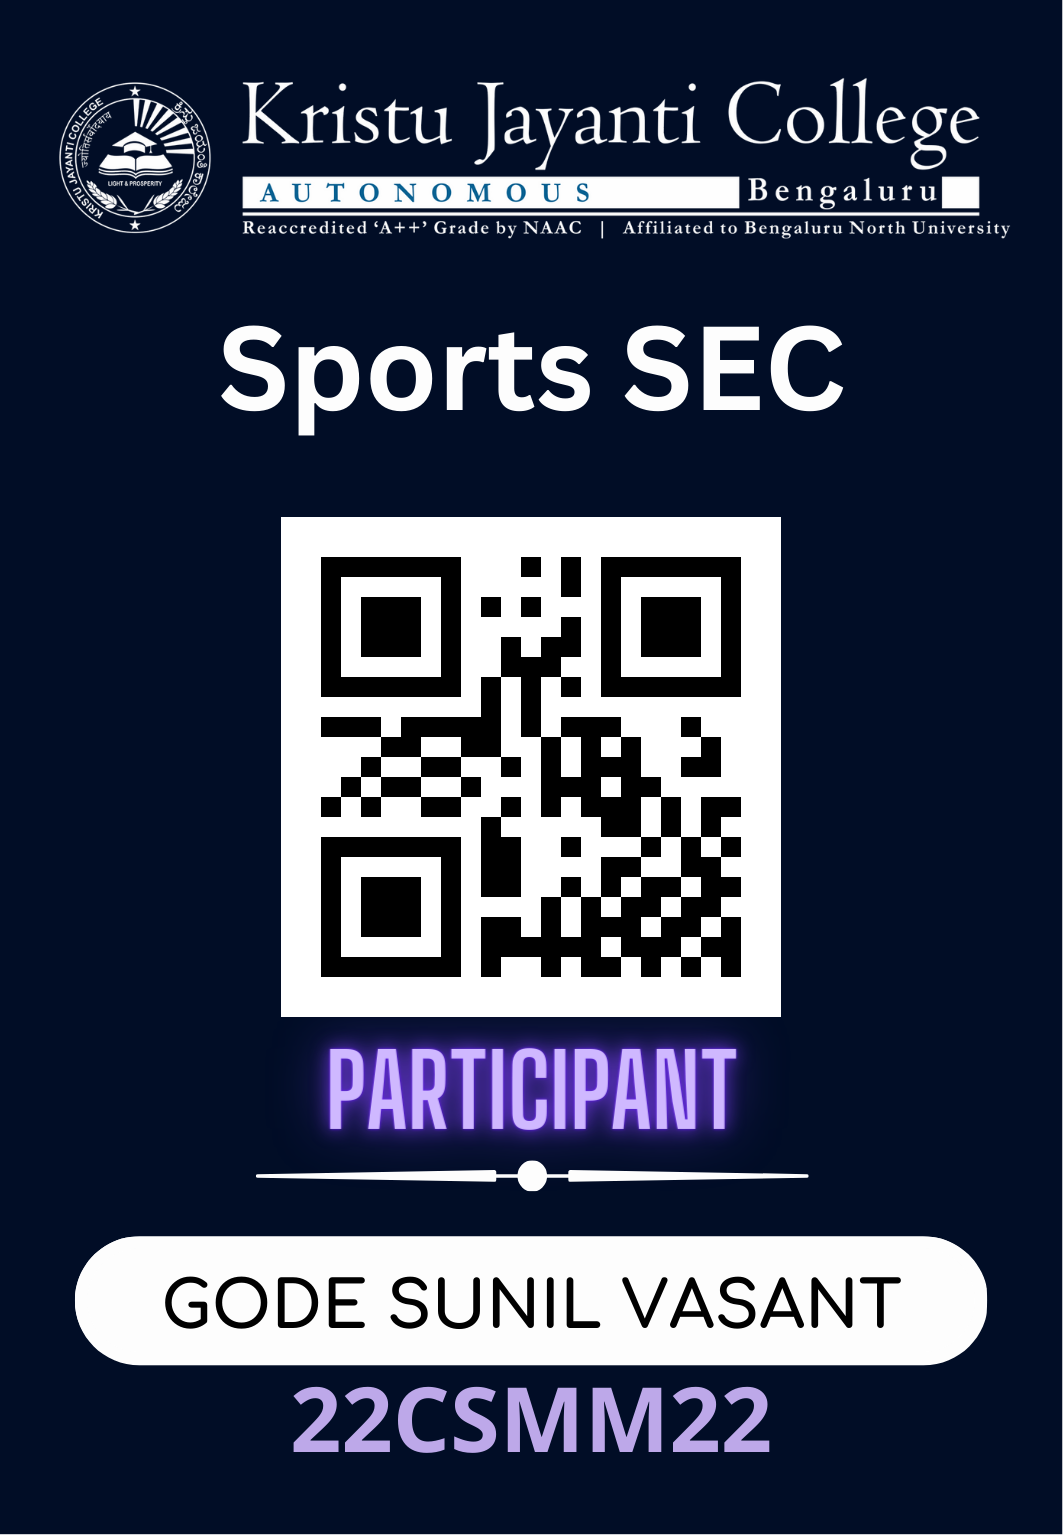 KRISTU JAYANTI COLLEGE
ಕ್ರಿಸ್ತು ಜಯಂತಿ ಕಾಲೇಜು
LIGHT & PROSPERITY
Kristu Jayanti College
AUTONOMOUS Bengaluru
Reaccredited ‘A++’ Grade by NAAC | Affiliated to Bengaluru North University
Sports SEC
PARTICIPANT
GODE SUNIL VASANT
22CSMM22